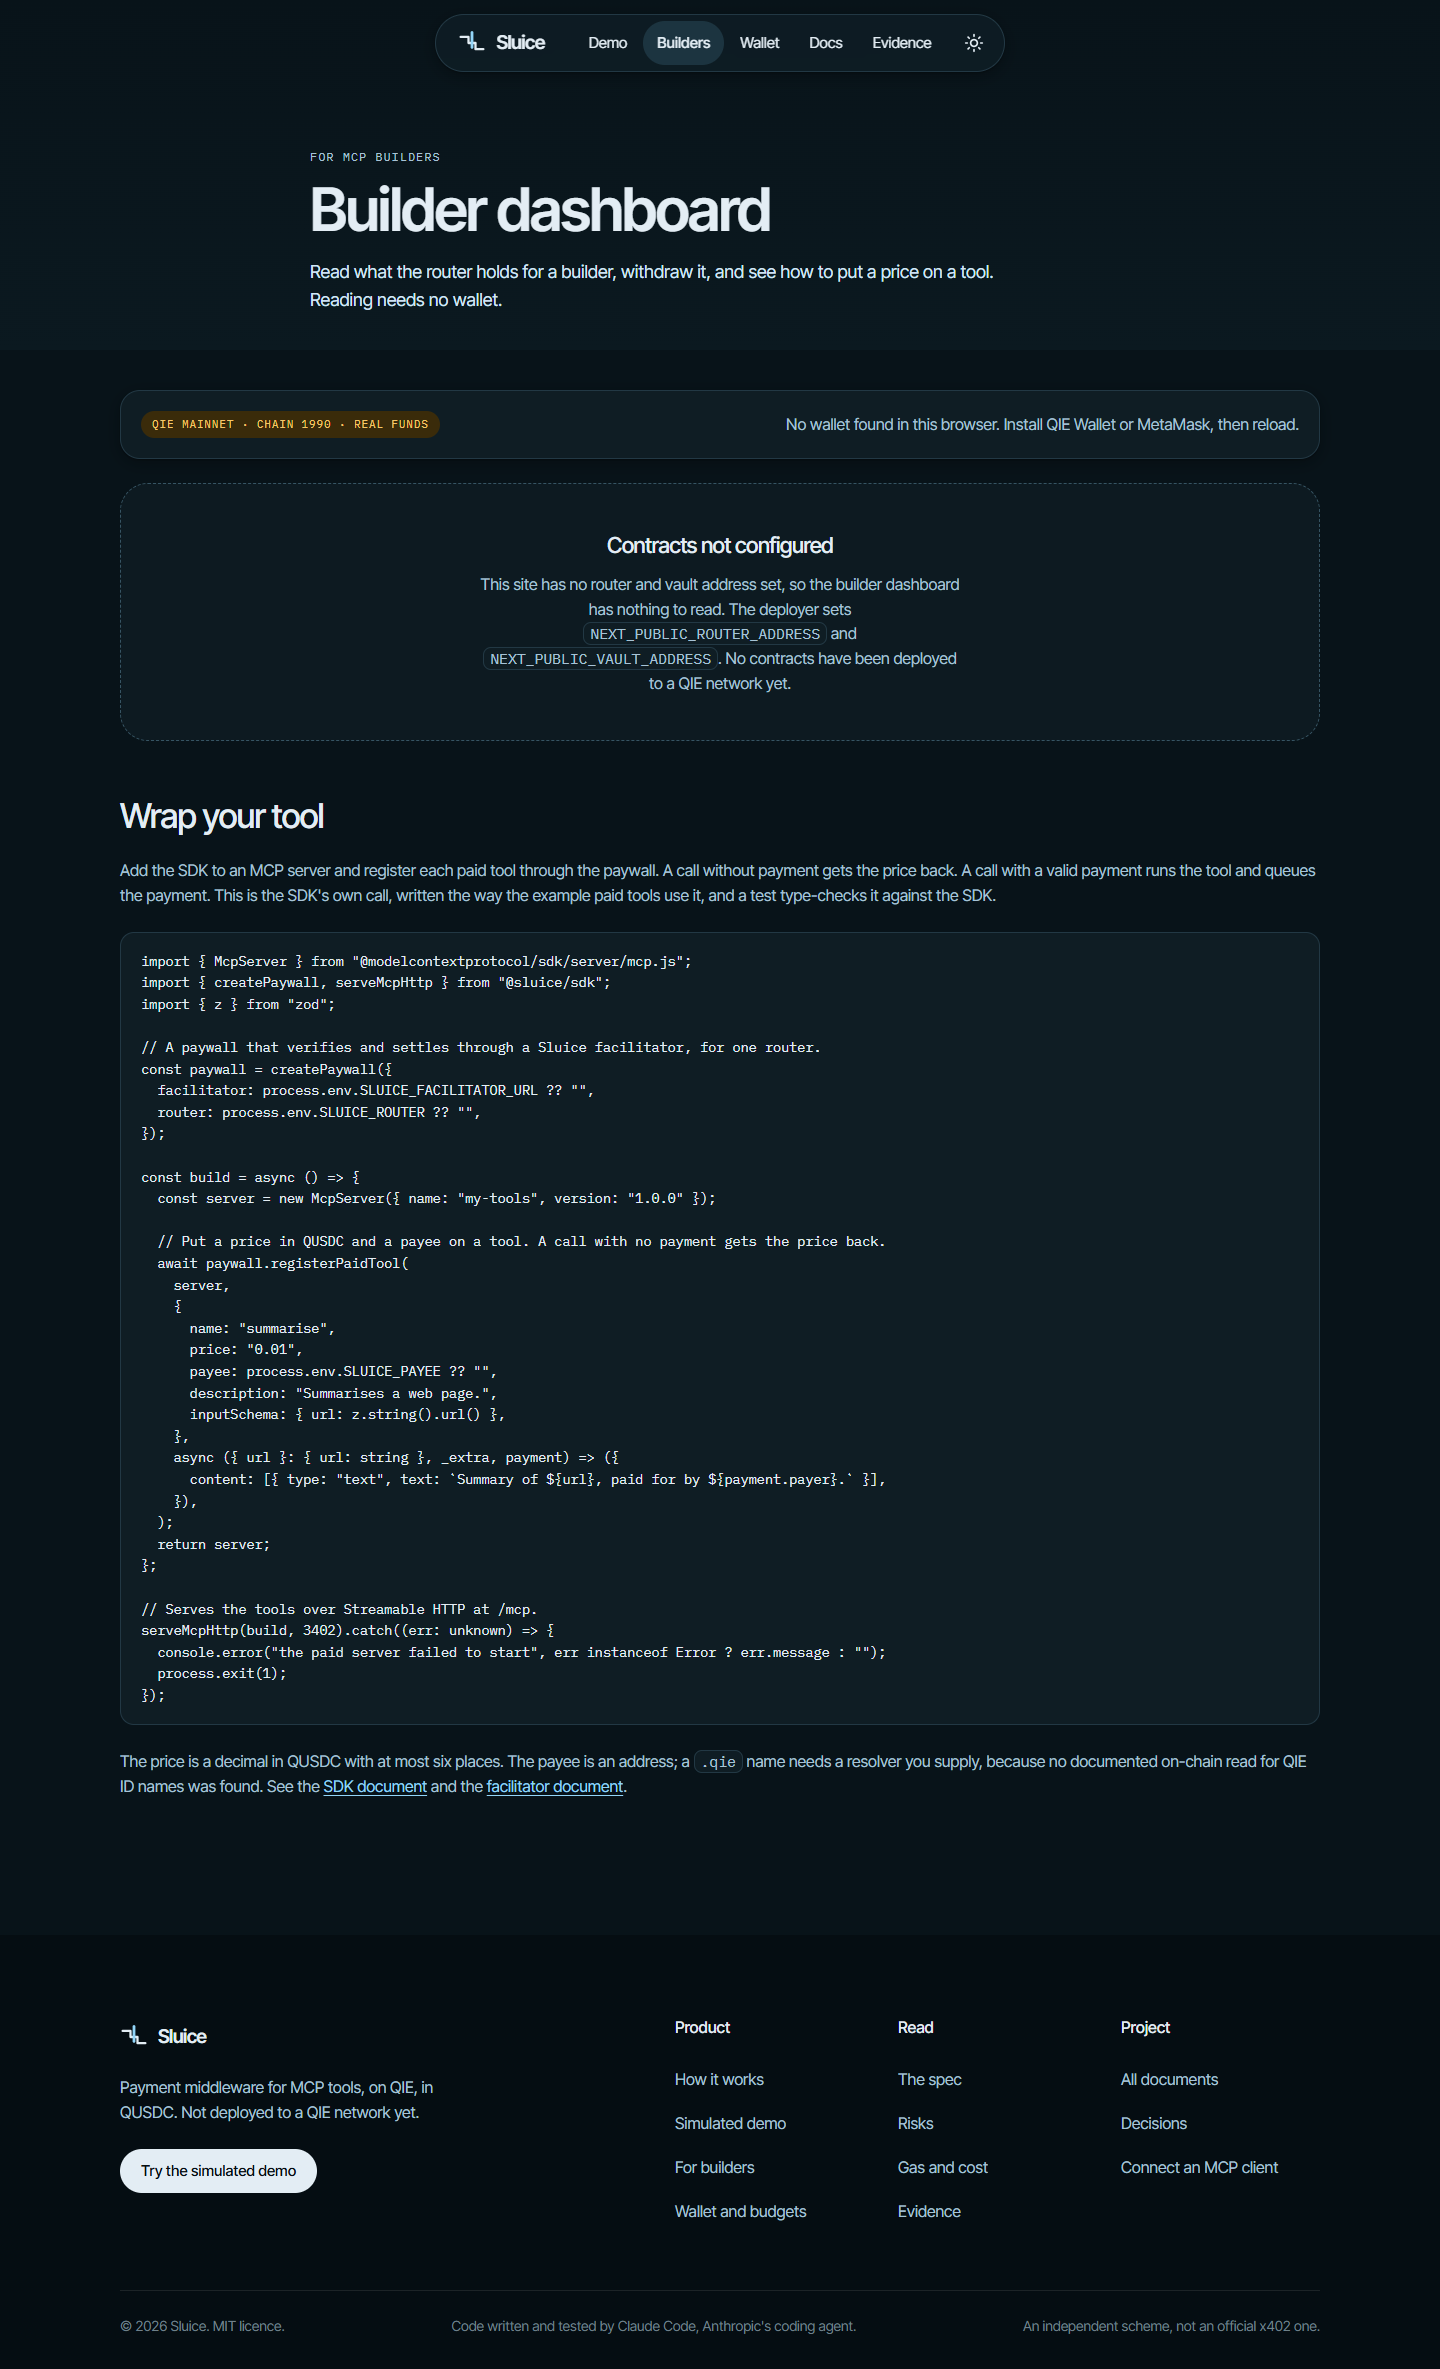 Sluice
Demo
Builders
Wallet
Docs
Evidence
FOR MCP BUILDERS
Builder dashboard
Read what the router holds for a builder, withdraw it, and see how to put a price on a tool.
Reading needs no wallet.
QIE MAINNET · CHAIN 1990 · REAL FUNDS
No wallet found in this browser. Install QIE Wallet or MetaMask, then reload.
Contracts not configured
This site has no router and vault address set, so the builder dashboard
has nothing to read. The deployer sets
NEXT_PUBLIC_ROUTER_ADDRESS and
NEXT_PUBLIC_VAULT_ADDRESS. No contracts have been deployed
to a QIE network yet.
Wrap your tool
Add the SDK to an MCP server and register each paid tool through the paywall. A call without payment gets the price back. A call with a valid payment runs the tool and queues
the payment. This is the SDK's own call, written the way the example paid tools use it, and a test type-checks it against the SDK.
import { McpServer } from "@modelcontextprotocol/sdk/server/mcp.js";
import { createPaywall, serveMcpHttp } from "@sluice/sdk";
import { z } from "zod";
// A paywall that verifies and settles through a Sluice facilitator, for one router.
const paywall = createPaywall({
  facilitator: process.env.SLUICE_FACILITATOR_URL ?? "",
  router: process.env.SLUICE_ROUTER ?? "",
});
const build = async () => {
  const server = new McpServer({ name: "my-tools", version: "1.0.0" });
  // Put a price in QUSDC and a payee on a tool. A call with no payment gets the price back.
  await paywall.registerPaidTool(
    server,
    {
      name: "summarise",
      price: "0.01",
      payee: process.env.SLUICE_PAYEE ?? "",
      description: "Summarises a web page.",
      inputSchema: { url: z.string().url() },
    },
    async ({ url }: { url: string }, _extra, payment) => ({
      content: [{ type: "text", text: `Summary of ${url}, paid for by ${payment.payer}.` }],
    }),
  );
  return server;
};
// Serves the tools over Streamable HTTP at /mcp.
serveMcpHttp(build, 3402).catch((err: unknown) => {
  console.error("the paid server failed to start", err instanceof Error ? err.message : "");
  process.exit(1);
});
The price is a decimal in QUSDC with at most six places. The payee is an address; a .qie name needs a resolver you supply, because no documented on-chain read for QIE
ID names was found. See the SDK document and the facilitator document.
Sluice
Payment middleware for MCP tools, on QIE, in
QUSDC. Not deployed to a QIE network yet.
Try the simulated demo
Product
How it works
Simulated demo
For builders
Wallet and budgets
Read
The spec
Risks
Gas and cost
Evidence
Project
All documents
Decisions
Connect an MCP client
© 2026 Sluice. MIT licence.
Code written and tested by Claude Code, Anthropic's coding agent.
An independent scheme, not an official x402 one.